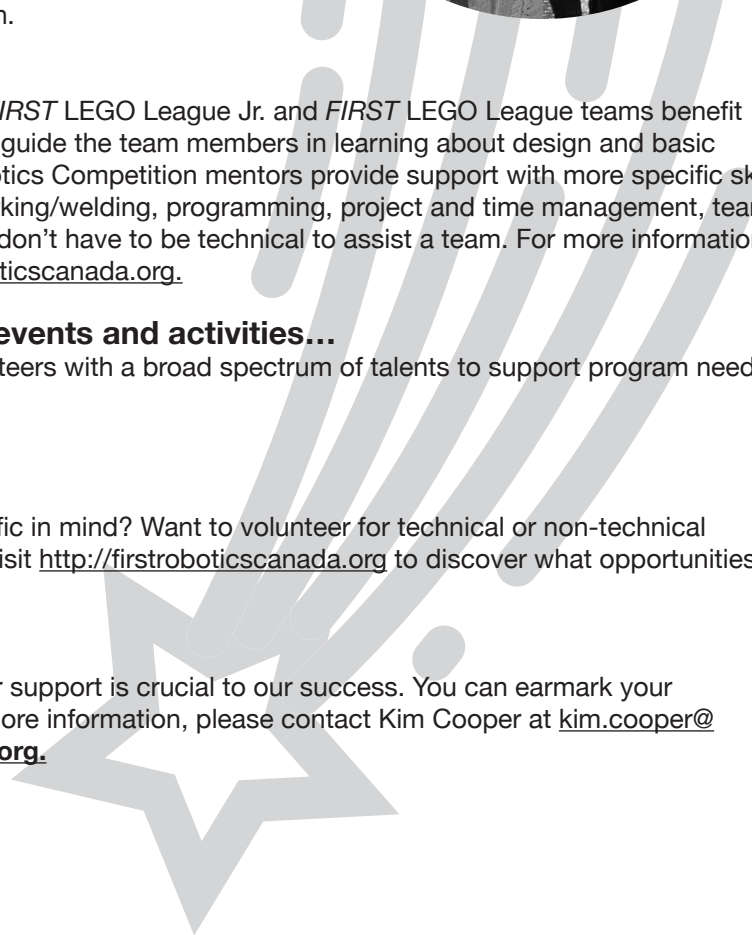 n.
IRST LEGO League Jr. and FIRST LEGO League teams benefit
guide the team members in learning about design and basic
otics Competition mentors provide support with more specific sk
king/welding, programming, project and time management, tea
don't have to be technical to assist a team. For more informatio
ticscanada.org.
events and activities…
teers with a broad spectrum of talents to support program need
fic in mind? Want to volunteer for technical or non-technical
isit http://firstroboticscanada.org to discover what opportunities
r support is crucial to our success. You can earmark your
ore information, please contact Kim Cooper at kim.cooper@
org.